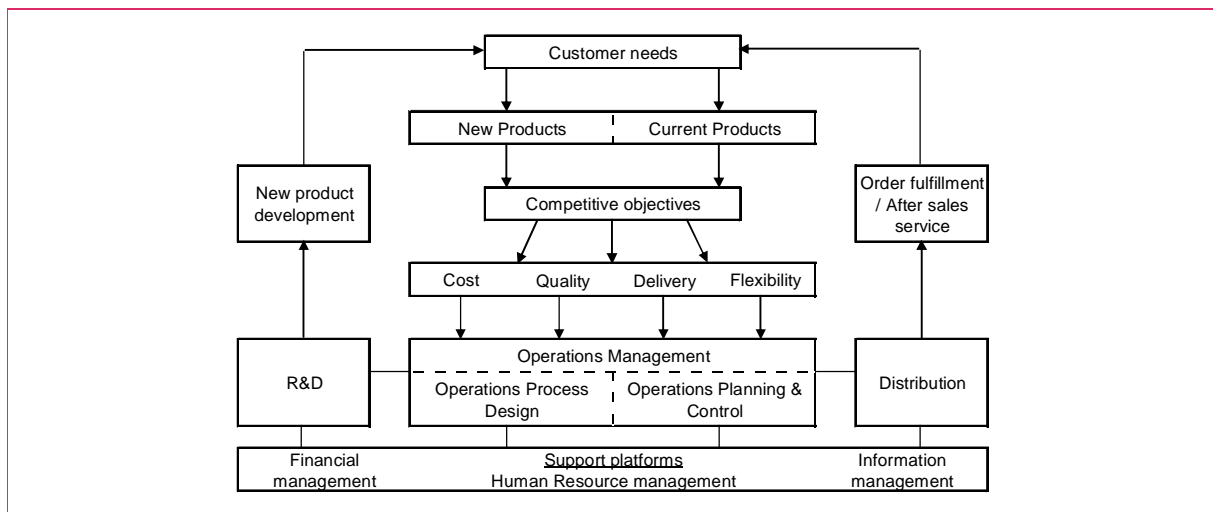 Customer needs
New Products
Current Products
New product
development
Order fulfillment
/ After sales
service
Competitive objectives
Cost
Quality
Delivery
Flexibility
R&D
Operations Management
Operations Process
Design
Operations Planning &
Control
Distribution
Financial
management
Support platforms
Human Resource management
Information
management